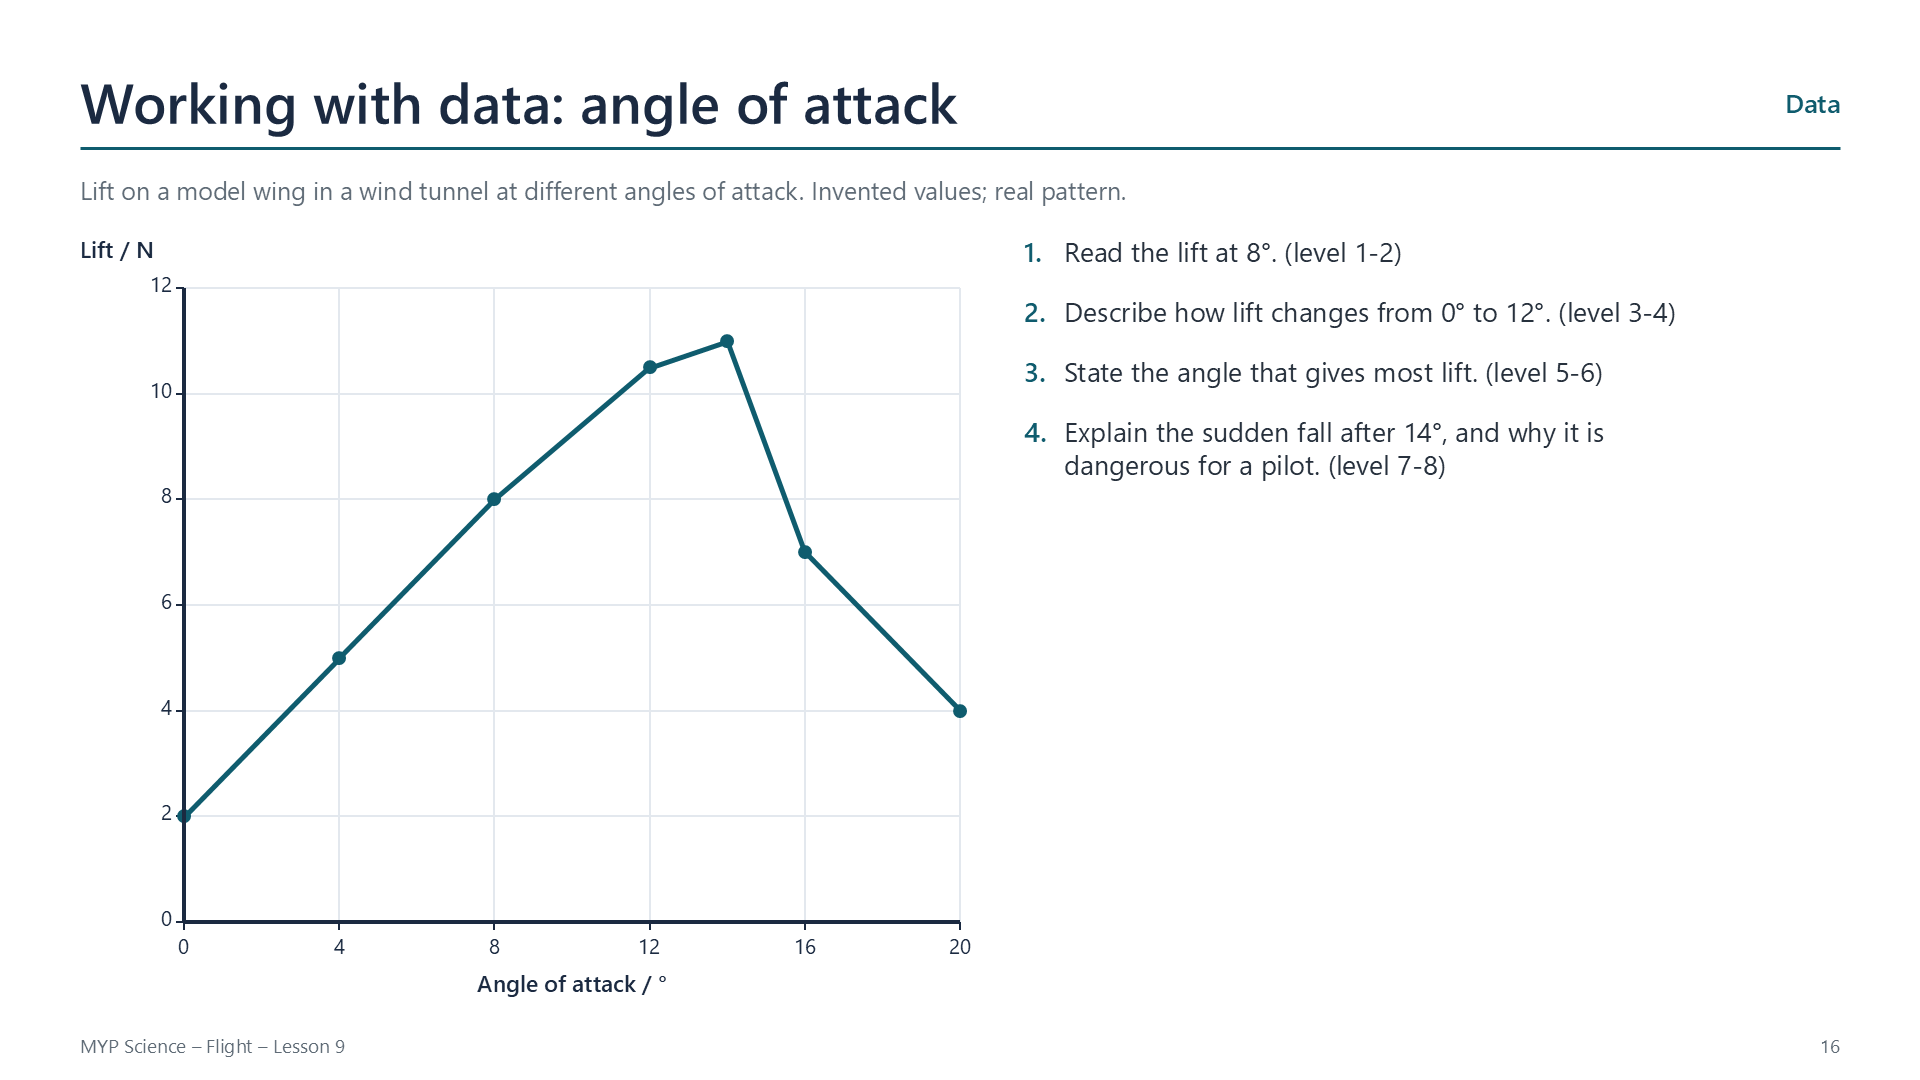 Working with data: angle of attack
Data
Lift on a model wing in a wind tunnel at different angles of attack. Invented values; real pattern.
Lift / N
12
10
8
6
4
2
0
0 4 8 12 16 20
Angle of attack / °
1. Read the lift at 8°. (level 1-2)
2. Describe how lift changes from 0° to 12°. (level 3-4)
3. State the angle that gives most lift. (level 5-6)
4. Explain the sudden fall after 14°, and why it is
dangerous for a pilot. (level 7-8)
MYP Science – Flight – Lesson 9
16